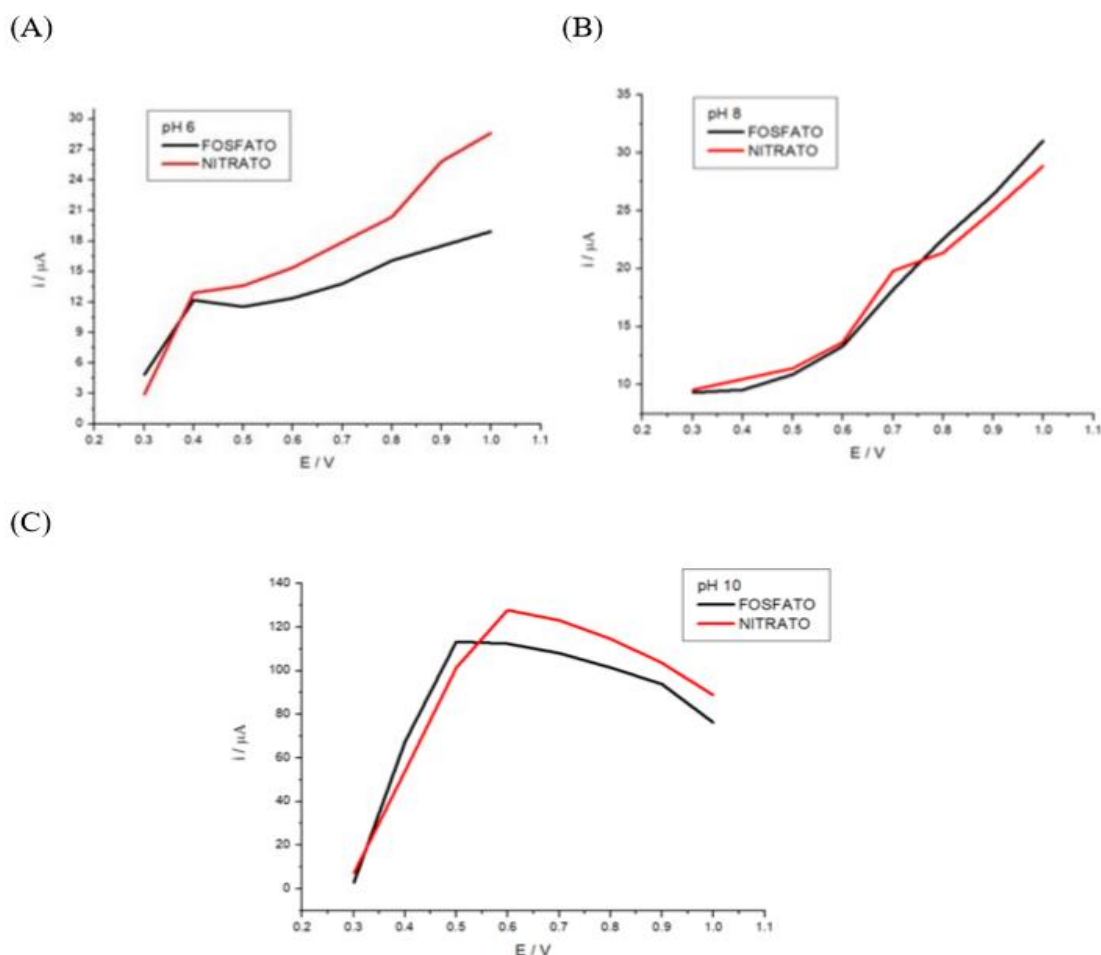 (A)
(B)
pH 6
FOSFATO
NITRATO
30
27
24
21
18
15
12
9
6
3
0
i / µA
0.2 0.3 0.4 0.5 0.6 0.7 0.8 0.9 1.0 1.1
E / V
pH 8
FOSFATO
NITRATO
35
30
25
20
15
10
i / µA
0.2 0.3 0.4 0.5 0.6 0.7 0.8 0.9 1.0 1.1
E / V
(C)
pH 10
FOSFATO
NITRATO
140
120
100
80
60
40
20
0
i / µA
0.2 0.3 0.4 0.5 0.6 0.7 0.8 0.9 1.0 1.1
E / V